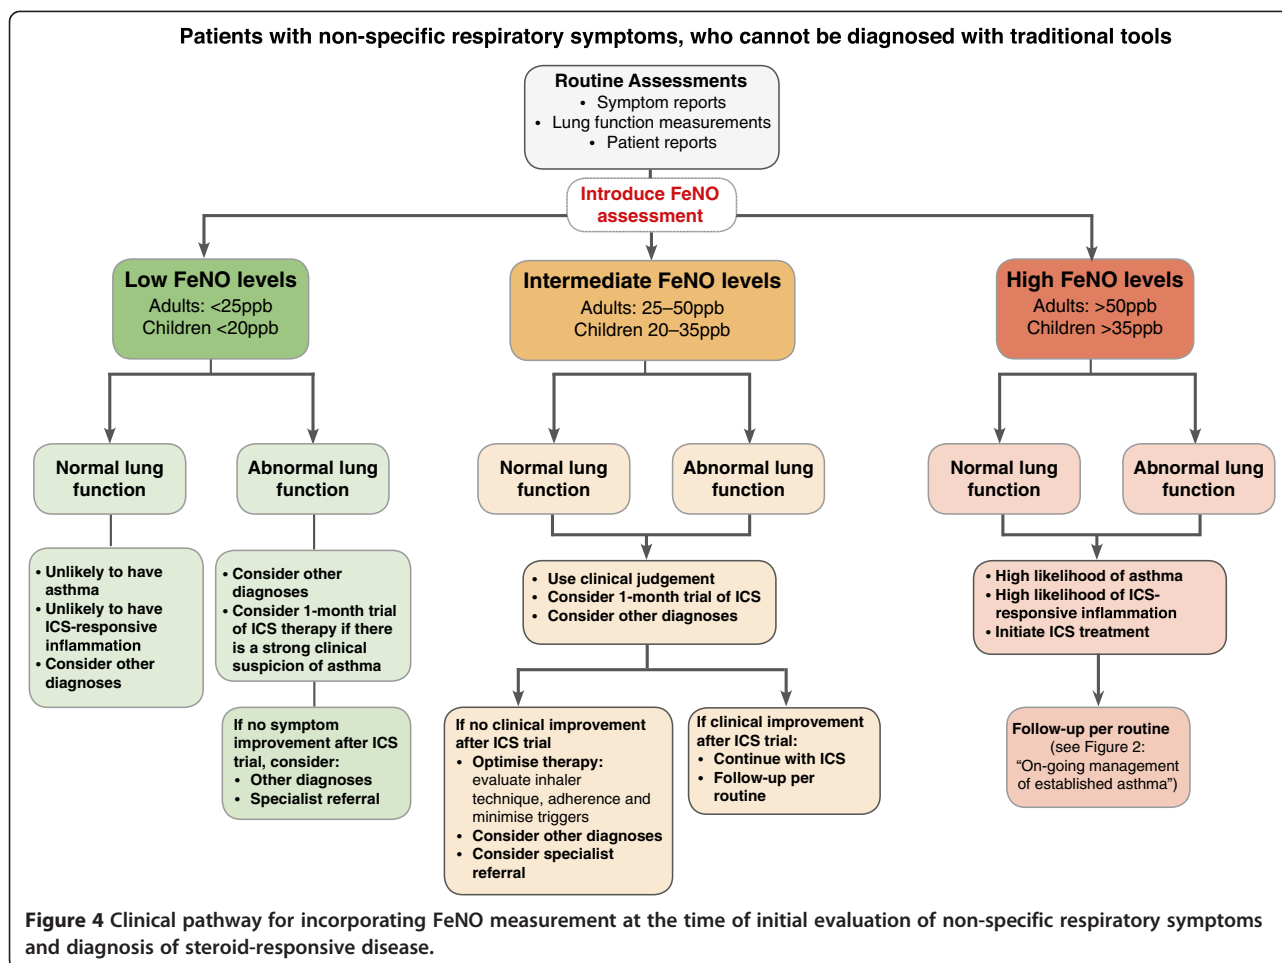 Patients with non-specific respiratory symptoms, who cannot be diagnosed with traditional tools
Routine Assessments
• Symptom reports
• Lung function measurements
• Patient reports
Introduce FeNO
assessment
Low FeNO levels
Adults: <25ppb
Children <20ppb
Intermediate FeNO levels
Adults: 25–50ppb
Children 20–35ppb
High FeNO levels
Adults: >50ppb
Children >35ppb
Normal lung
function
Abnormal lung
function
Normal lung
function
Abnormal lung
function
Normal lung
function
Abnormal lung
function
• Unlikely to have
asthma
• Unlikely to have
ICS-responsive
inflammation
• Consider other
diagnoses
• Consider other
diagnoses
• Consider 1-month trial
of ICS therapy if there
is a strong clinical
suspicion of asthma
• Use clinical judgement
• Consider 1-month trial of ICS
• Consider other diagnoses
• High likelihood of asthma
• High likelihood of ICS-
responsive inflammation
• Initiate ICS treatment
If no symptom
improvement after ICS
trial, consider:
• Other diagnoses
• Specialist referral
If no clinical improvement
after ICS trial
• Optimise therapy:
evaluate inhaler
technique, adherence and
minimise triggers
• Consider other diagnoses
• Consider specialist
referral
If clinical improvement
after ICS trial:
• Continue with ICS
• Follow-up per
routine
Follow-up per routine
(see Figure 2:
“On-going management
of established asthma”)
Figure 4 Clinical pathway for incorporating FeNO measurement at the time of initial evaluation of non-specific respiratory symptoms
and diagnosis of steroid-responsive disease.